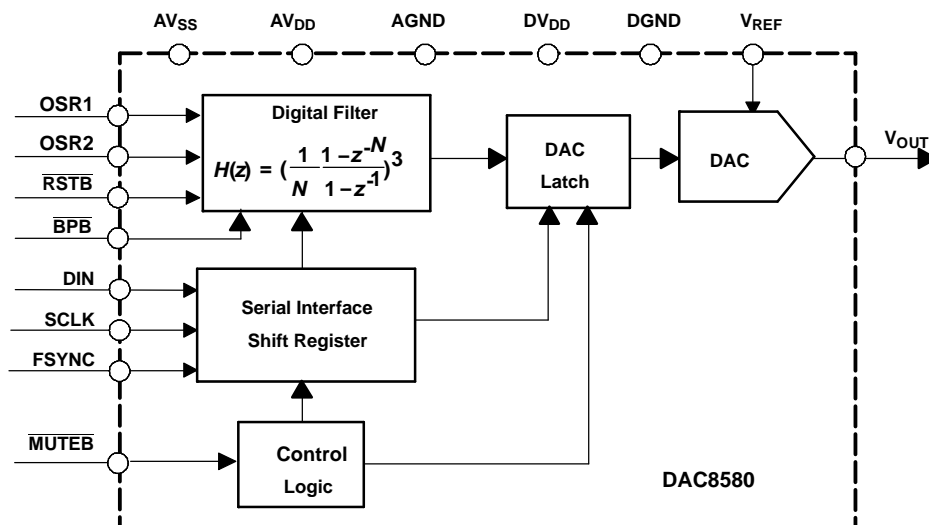 AVSS AVDD AGND DVDD DGND VREF
OSR1
OSR2
RSTB
BPB
DIN
SCLK
FSYNC
MUTEB
Digital Filter
H(z) = (1/N 1-z^-N/1-z^-1)^3
DAC
Latch
DAC
VOUT
Serial Interface
Shift Register
Control
Logic
DAC8580